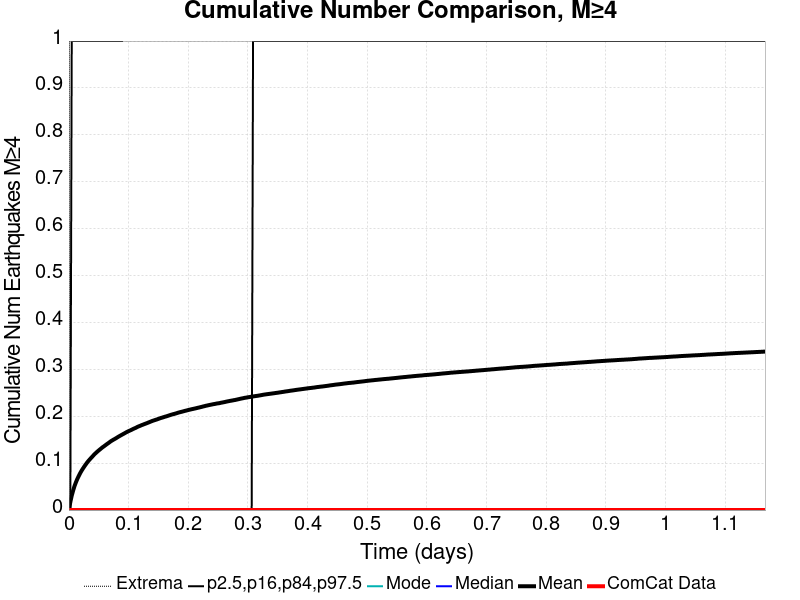 Cumulative Number Comparison, M≥4
Cumulative Num Earthquakes M≥4
1
0.9
0.8
0.7
0.6
0.5
0.4
0.3
0.2
0.1
0
0 0.1 0.2 0.3 0.4 0.5 0.6 0.7 0.8 0.9 1 1.1
Time (days)
Extrema p2.5,p16,p84,p97.5 Mode Median Mean ComCat Data